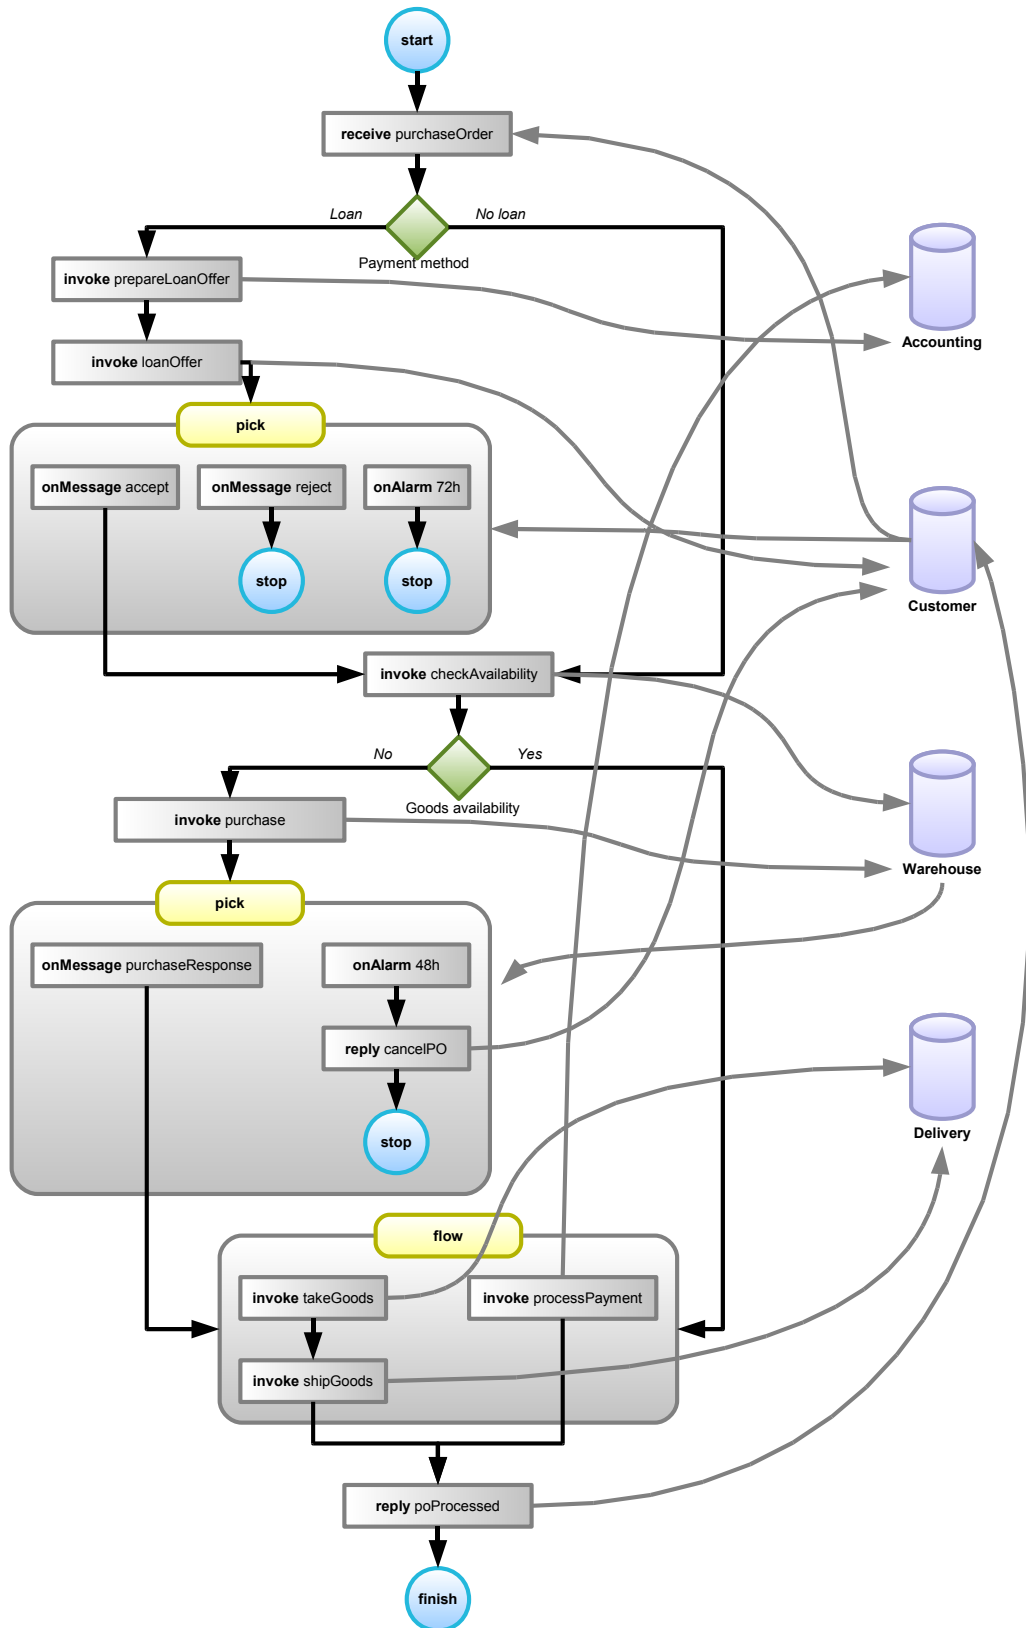 start
receive purchaseOrder
Loan
No loan
Payment method
invoke prepareLoanOffer
Accounting
invoke loanOffer
pick
onMessage accept
onMessage reject
onAlarm 72h
stop
stop
Customer
invoke checkAvailability
No
Yes
Goods availability
invoke purchase
Warehouse
pick
onMessage purchaseResponse
onAlarm 48h
reply cancelPO
stop
Delivery
flow
invoke takeGoods
invoke processPayment
invoke shipGoods
reply poProcessed
finish